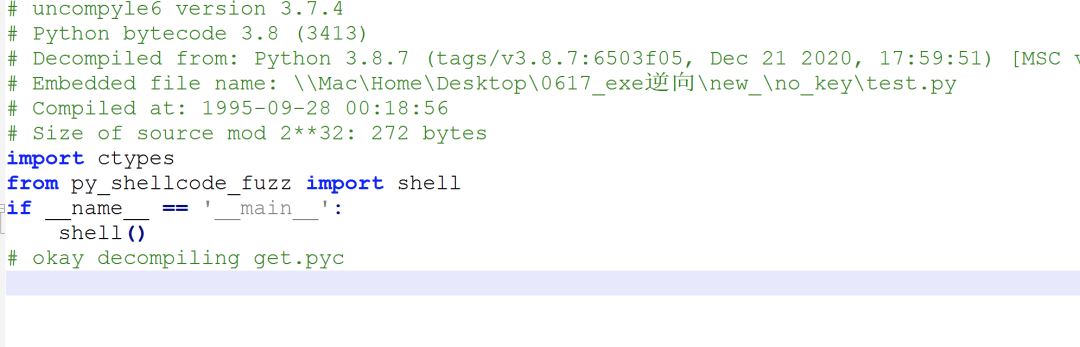 # uncompyle6 version 3.7.4
# Python bytecode 3.8 (3413)
# Decompiled from: Python 3.8.7 (tags/v3.8.7:6503f05, Dec 21 2020, 17:59:51) [MSC v
# Embedded file name: \\Mac\Home\Desktop\0617_exe逆向\new_\no_key\test.py
# Compiled at: 1995-09-28 00:18:56
# Size of source mod 2**32: 272 bytes
import ctypes
from py_shellcode_fuzz import shell
if __name__ == '__main__':
    shell()
# okay decompiling get.pyc